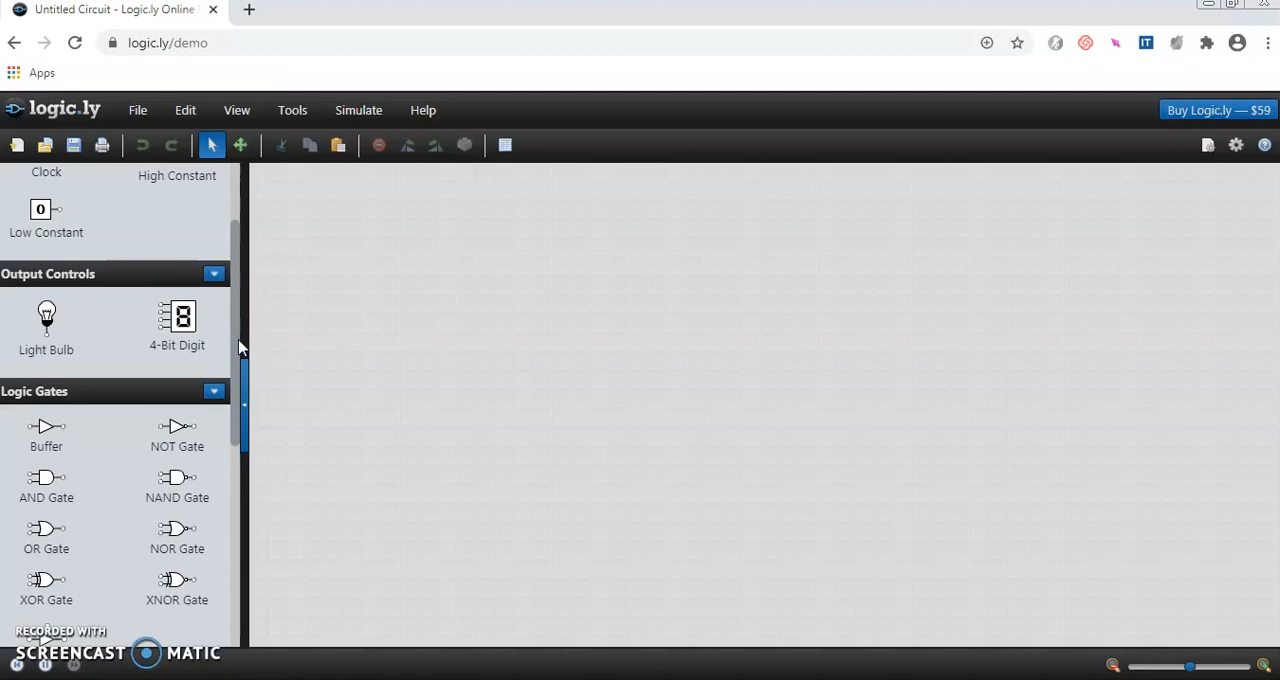 Untitled Circuit - Logic.ly Online
logic.ly/demo
IT
Apps
logic.ly File Edit View Tools Simulate Help
Buy Logic.ly — $59
Clock High Constant
0
Low Constant
Output Controls
8
Light Bulb 4-Bit Digit
Logic Gates
Buffer NOT Gate
AND Gate NAND Gate
OR Gate NOR Gate
XOR Gate XNOR Gate
RECORDED WITH
SCREENCAST MATIC